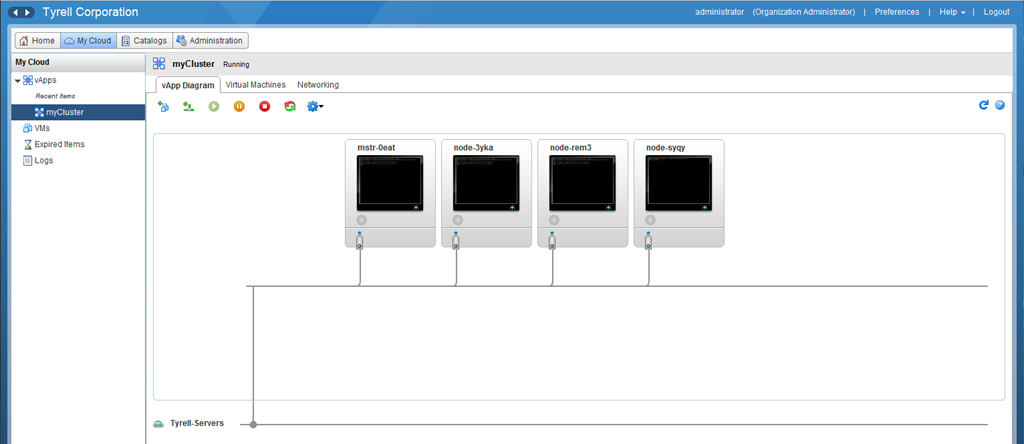 Tyrell Corporation
administrator (Organization Administrator) | Preferences | Help | Logout
Home My Cloud Catalogs Administration
My Cloud
vApps
Recent Items
myCluster
VMs
Expired Items
Logs
myCluster Running
vApp Diagram Virtual Machines Networking
mstr-0eat node-3yka node-rem3 node-syqy
Tyrell-Servers